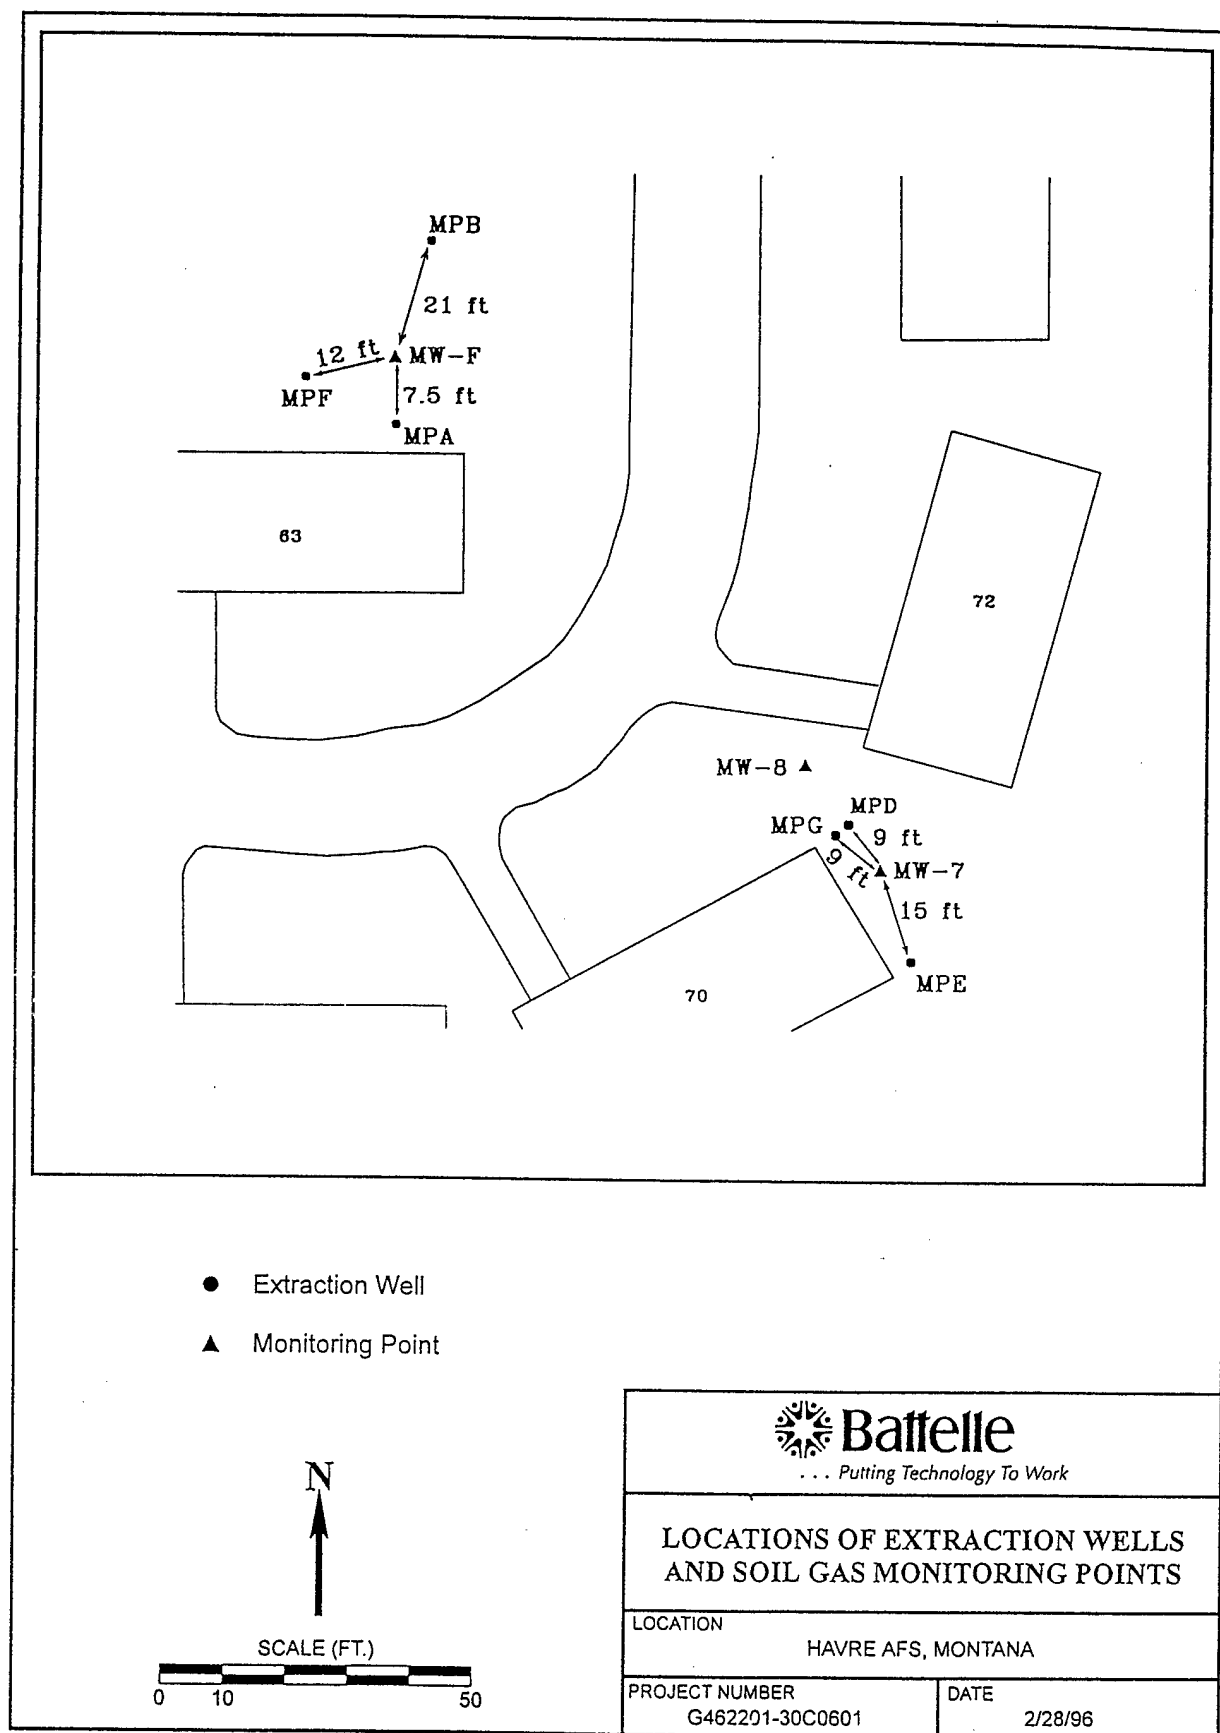 MPB
21 ft
12 ft
MW-F
MPF
7.5 ft
MPA
63
72
MW-8
MPD
MPG
9 ft
9 ft
MW-7
15 ft
MPE
70
Extraction Well
Monitoring Point
N
SCALE (FT.)
0 10 50
Battelle
. . . Putting Technology To Work
LOCATIONS OF EXTRACTION WELLS
AND SOIL GAS MONITORING POINTS
LOCATION
HAVRE AFS, MONTANA
PROJECT NUMBER
G462201-30C0601
DATE
2/28/96